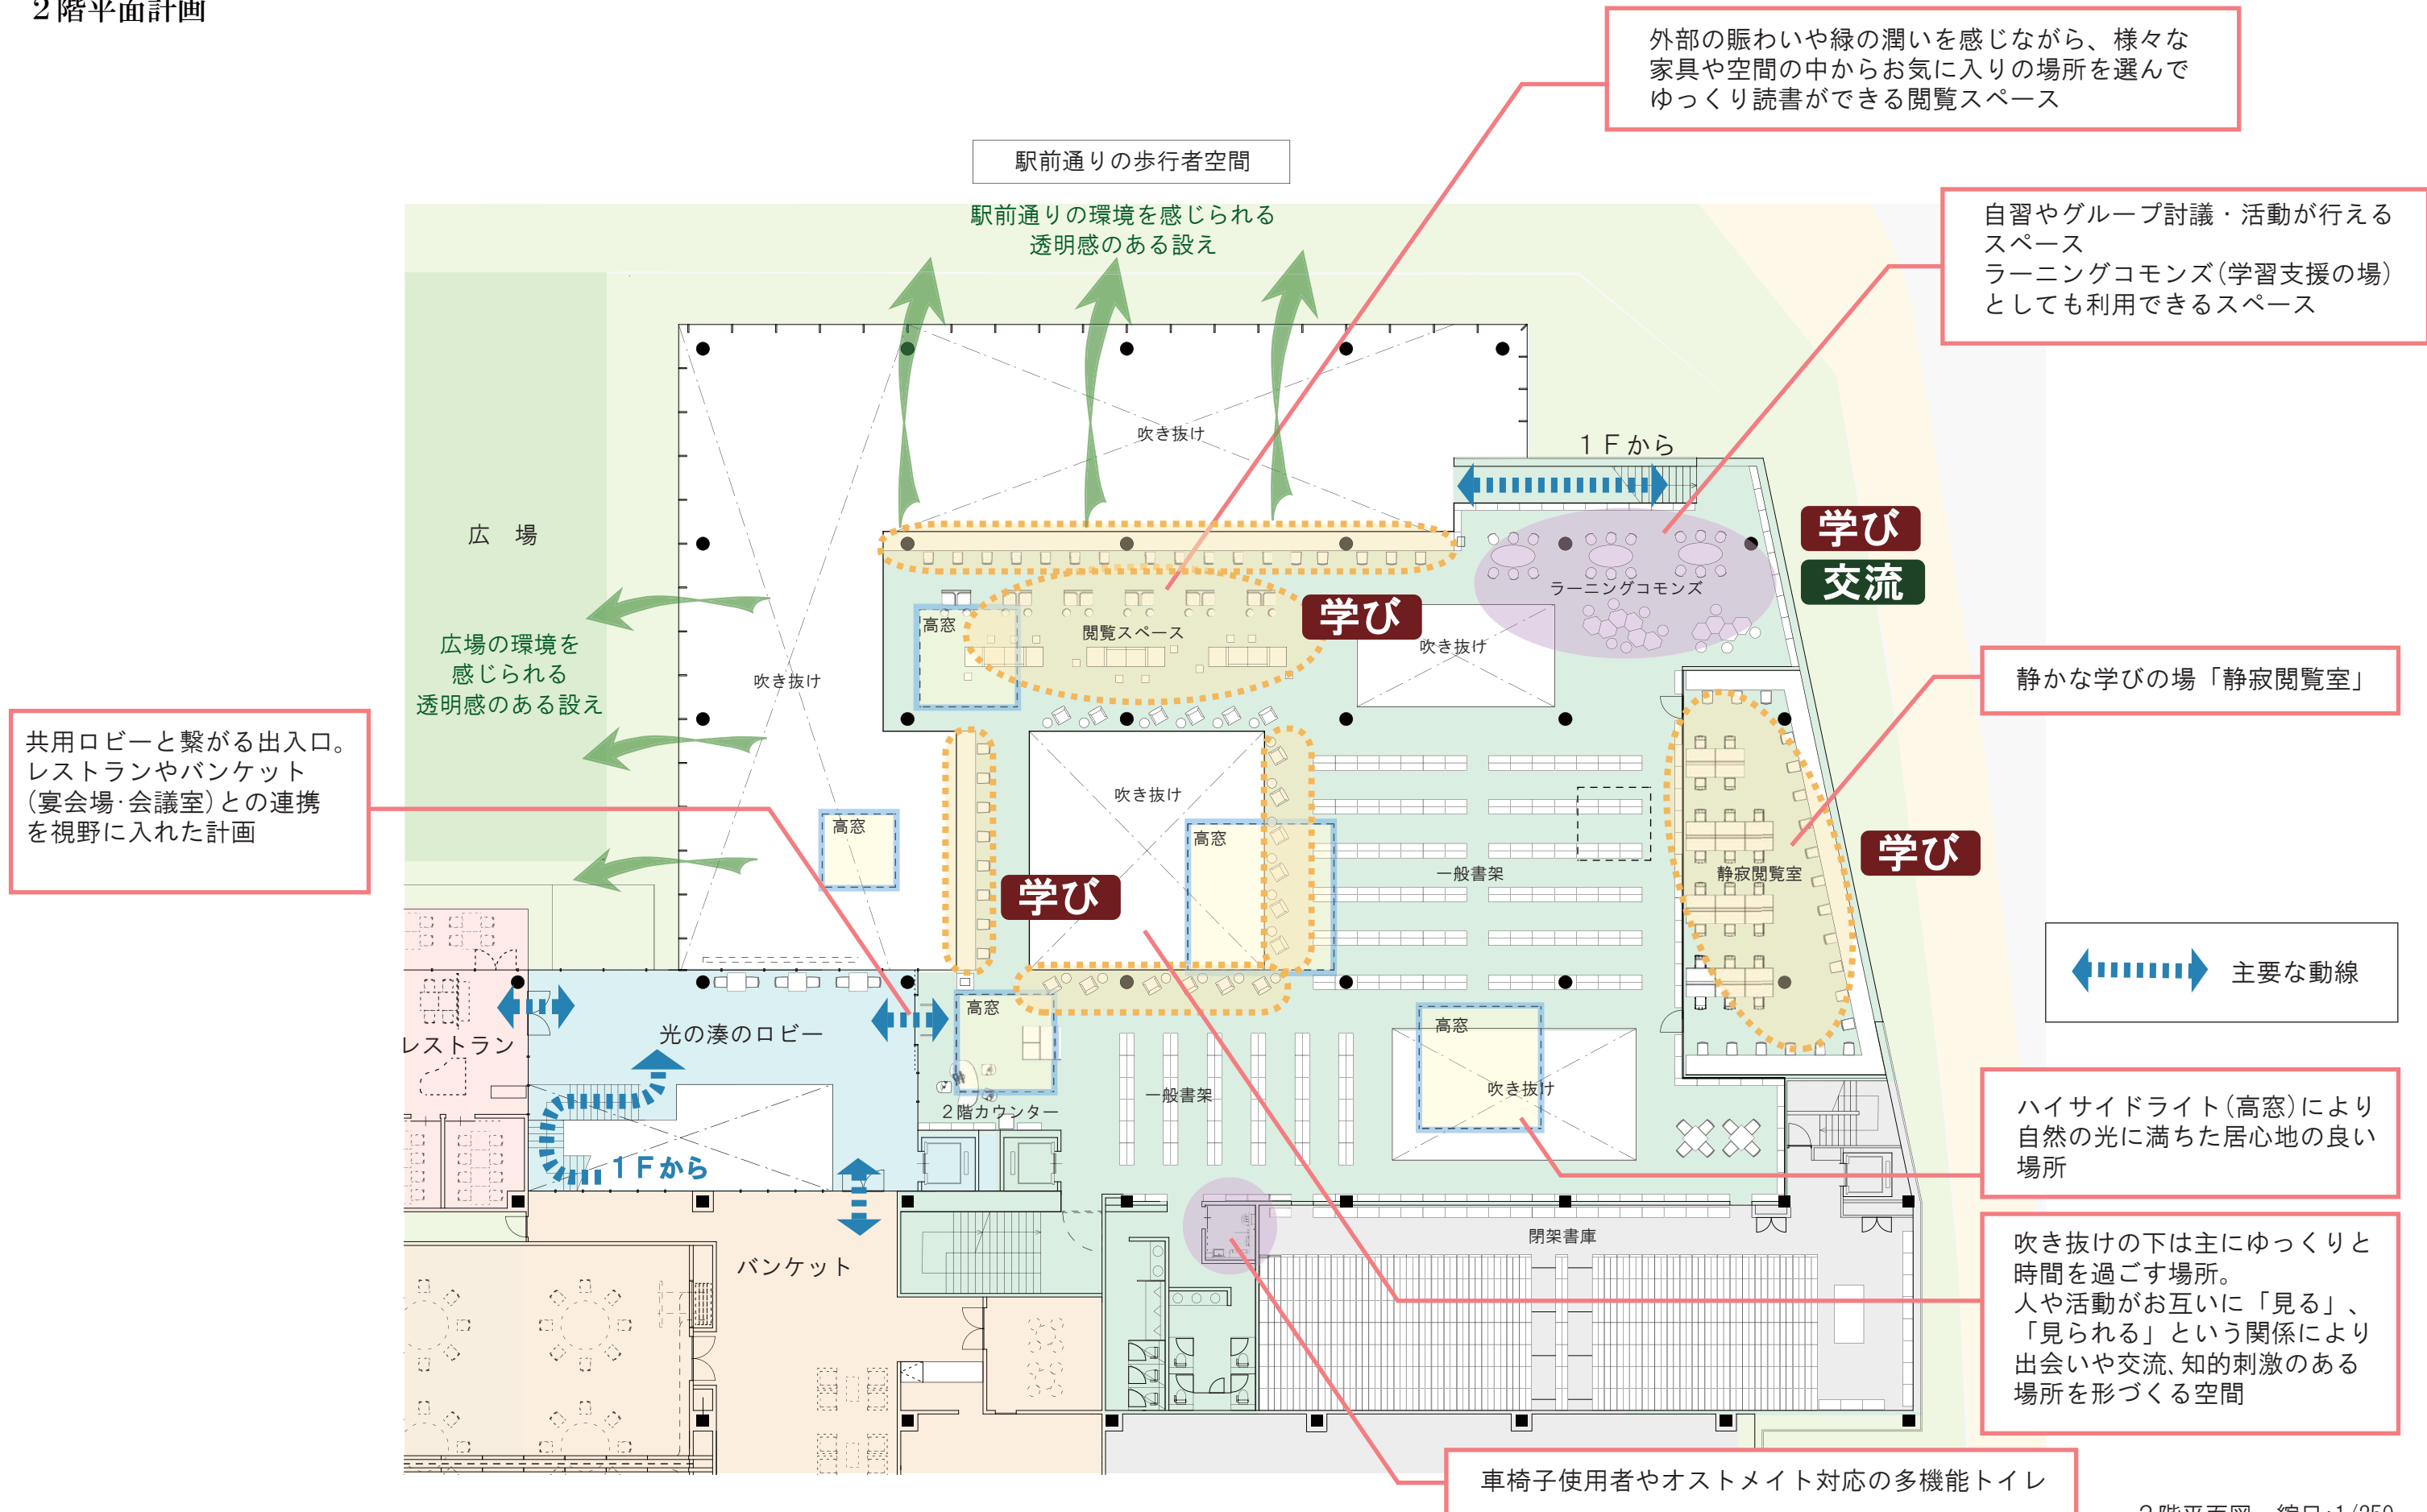 ２階平面計画
外部の賑わいや緑の潤いを感じながら、様々な
家具や空間の中からお気に入りの場所を選んで
ゆっくり読書ができる閲覧スペース
駅前通りの歩行者空間
駅前通りの環境を感じられる
透明感のある設え
自習やグループ討議・活動が行える
スペース
ラーニングコモンズ(学習支援の場)
としても利用できるスペース
吹き抜け
１Ｆから
広　場
学び
交流
ラーニングコモンズ
学び
高窓
閲覧スペース
吹き抜け
広場の環境を
感じられる
透明感のある設え
吹き抜け
静かな学びの場「静寂閲覧室」
共用ロビーと繋がる出入口。
レストランやバンケット
(宴会場･会議室)との連携
を視野に入れた計画
吹き抜け
高窓
高窓
学び
一般書架
静寂閲覧室
学び
主要な動線
高窓
高窓
光の湊のロビー
レストラン
吹き抜け
一般書架
２階カウンター
１Ｆから
ハイサイドライト(高窓)により
自然の光に満ちた居心地の良い
場所
閉架書庫
バンケット
吹き抜けの下は主にゆっくりと
時間を過ごす場所。
人や活動がお互いに「見る」、
「見られる」という関係により
出会いや交流､知的刺激のある
場所を形づくる空間
車椅子使用者やオストメイト対応の多機能トイレ
２階平面図　縮尺:1/250